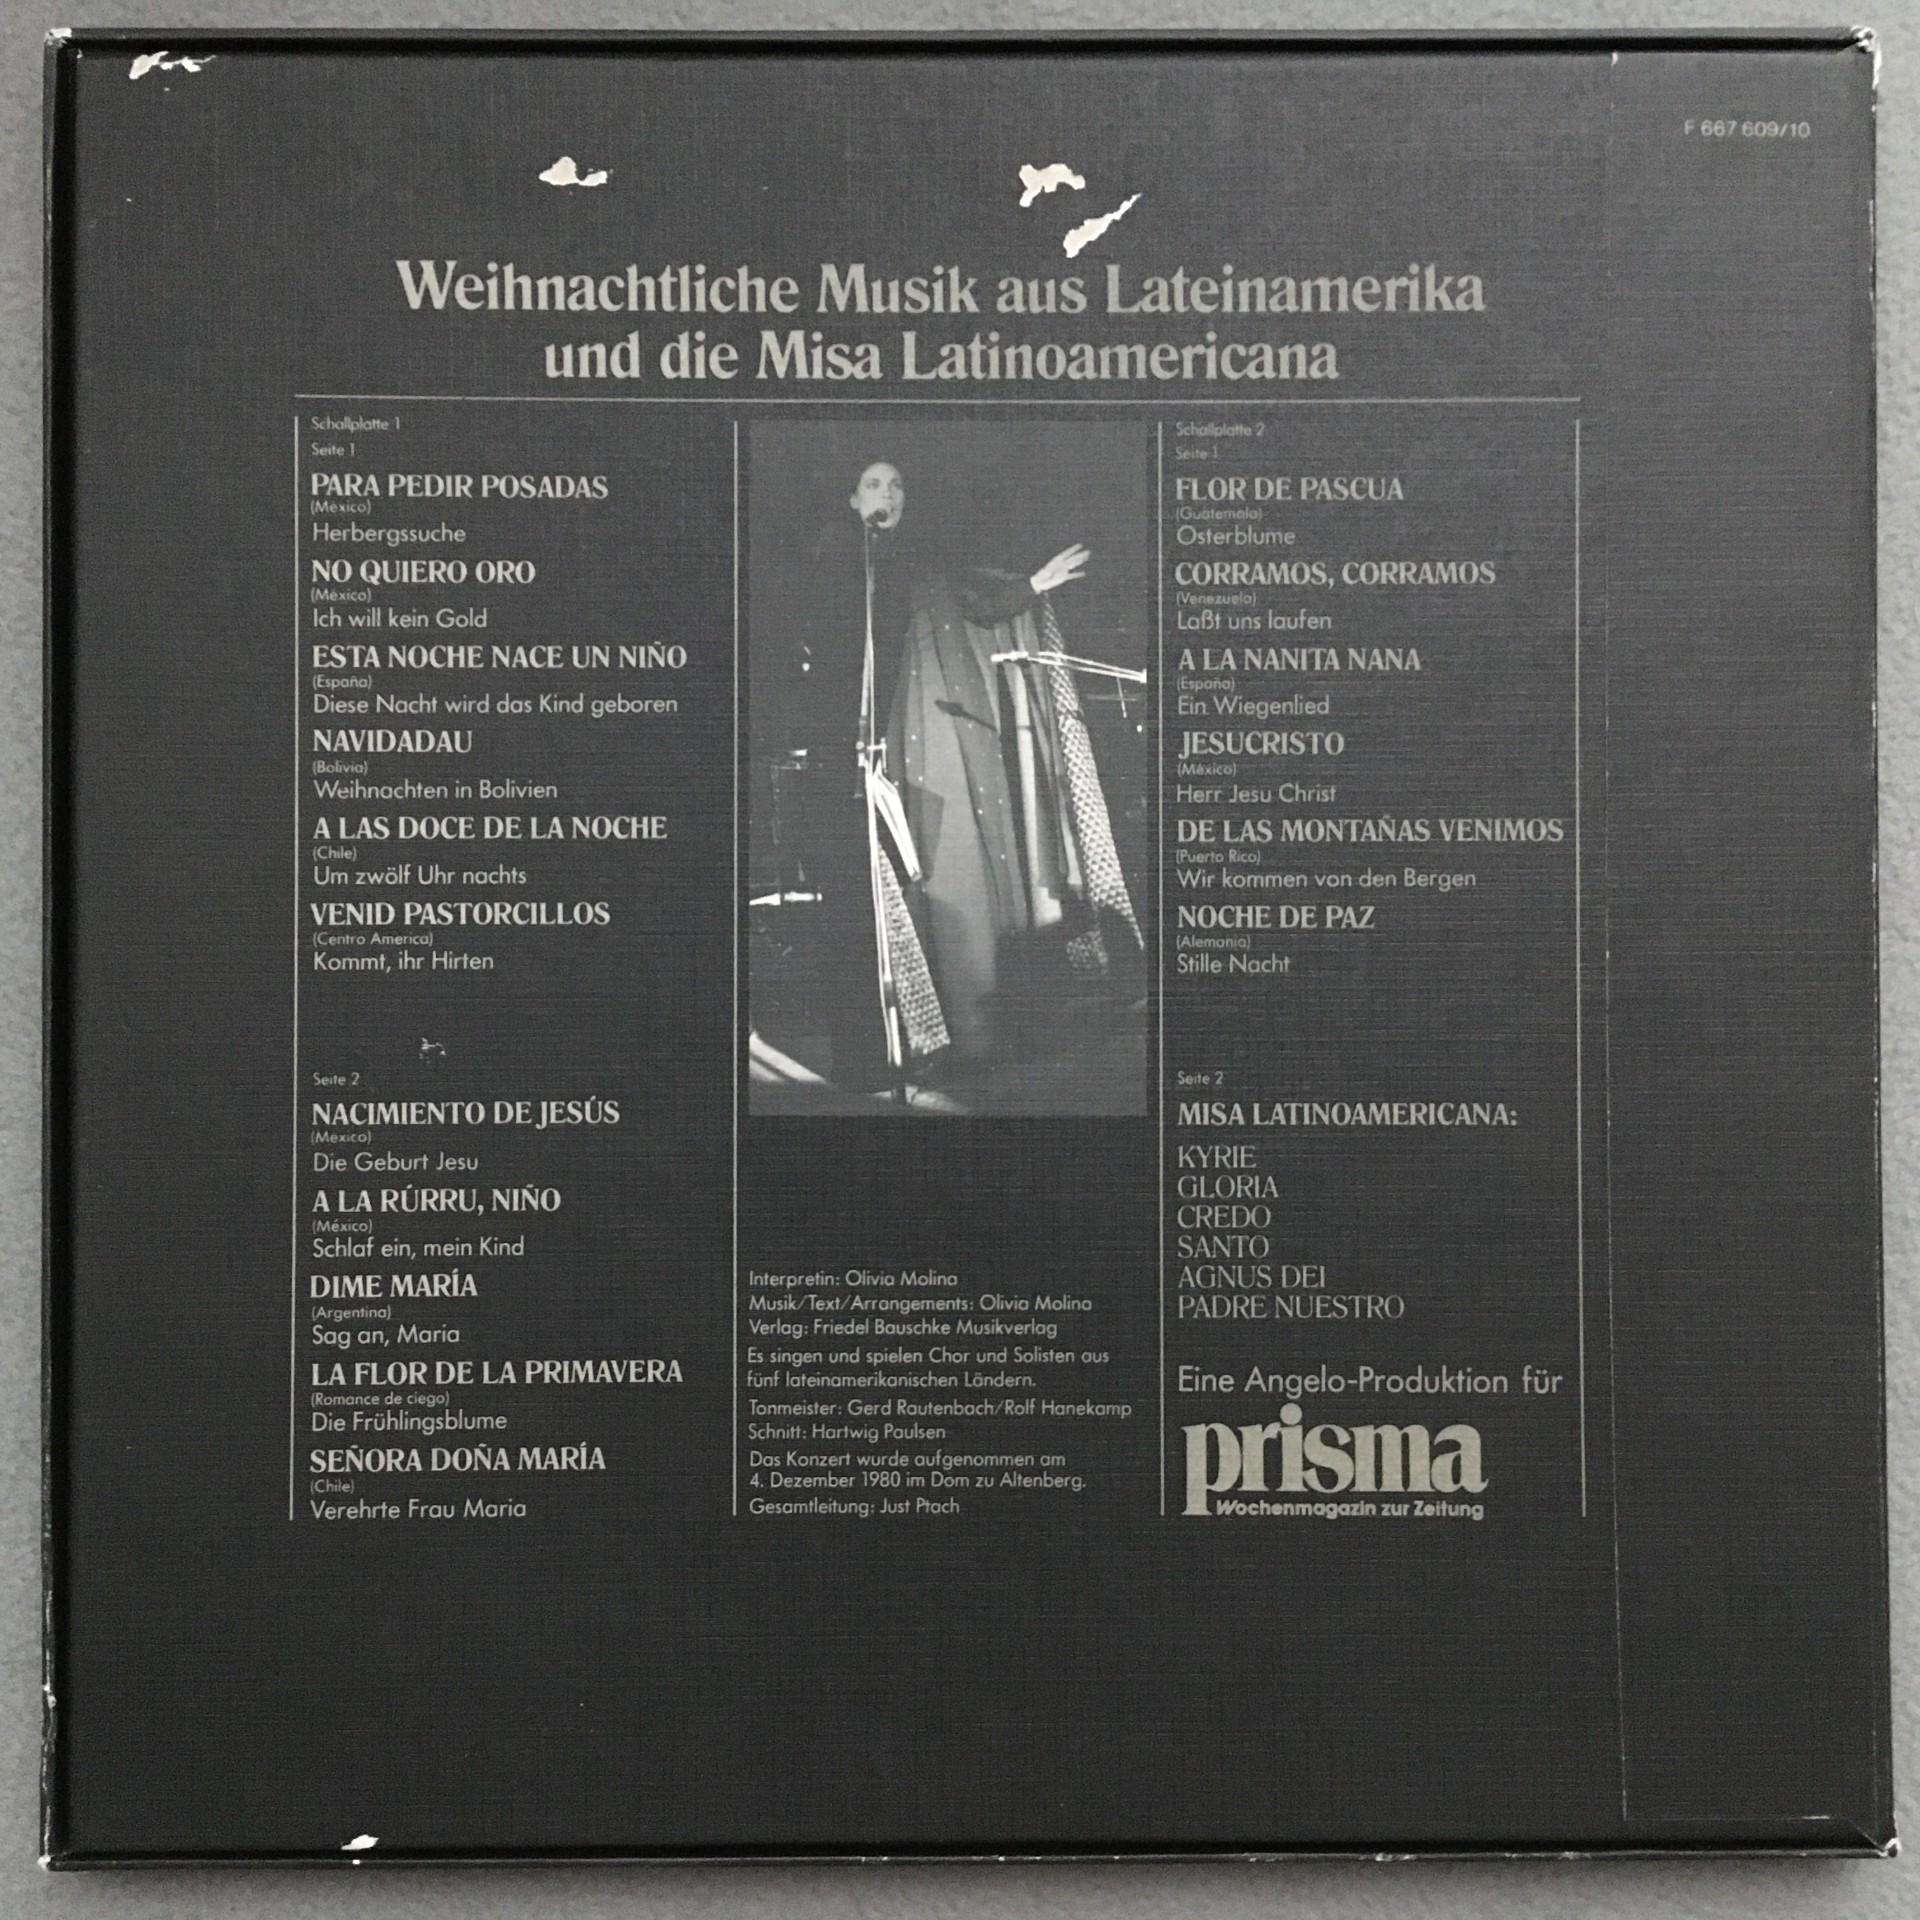 F 667 609/10
Weihnachtliche Musik aus Lateinamerika
und die Misa Latinoamericana
Schallplatte 1
Seite 1
PARA PEDIR POSADAS
(México)
Herbergssuche
NO QUIERO ORO
(México)
Ich will kein Gold
ESTA NOCHE NACE UN NIÑO
(España)
Diese Nacht wird das Kind geboren
NAVIDADAU
(Bolivia)
Weihnachten in Bolivien
A LAS DOCE DE LA NOCHE
(Chile)
Um zwölf Uhr nachts
VENID PASTORCILLOS
(Centro America)
Kommt, ihr Hirten
Seite 2
NACIMIENTO DE JESÚS
(México)
Die Geburt Jesu
A LA RÚRRU, NIÑO
(México)
Schlaf ein, mein Kind
DIME MARÍA
(Argentina)
Sag an, Maria
LA FLOR DE LA PRIMAVERA
(Romance de ciego)
Die Frühlingsblume
SEÑORA DOÑA MARÍA
(Chile)
Verehrte Frau Maria
Interpretin: Olivia Molina
Musik/Text/Arrangements: Olivia Molina
Verlag: Friedel Bauschke Musikverlag
Es singen und spielen Chor und Solisten aus
fünf lateinamerikanischen Ländern.
Tonmeister: Gerd Rautenbach/Rolf Hanekamp
Schnitt: Hartwig Paulsen
Das Konzert wurde aufgenommen am
4. Dezember 1980 im Dom zu Altenberg.
Gesamtleitung: Just Ptach
Schallplatte 2
Seite 1
FLOR DE PASCUA
(Guatemala)
Osterblume
CORRAMOS, CORRAMOS
(Venezuela)
Laßt uns laufen
A LA NANITA NANA
(España)
Ein Wiegenlied
JESUCRISTO
(México)
Herr Jesu Christ
DE LAS MONTAÑAS VENIMOS
(Puerto Rico)
Wir kommen von den Bergen
NOCHE DE PAZ
(Alemania)
Stille Nacht
Seite 2
MISA LATINOAMERICANA:
KYRIE
GLORIA
CREDO
SANTO
AGNUS DEI
PADRE NUESTRO
Eine Angelo-Produktion für
prisma
Wochenmagazin zur Zeitung